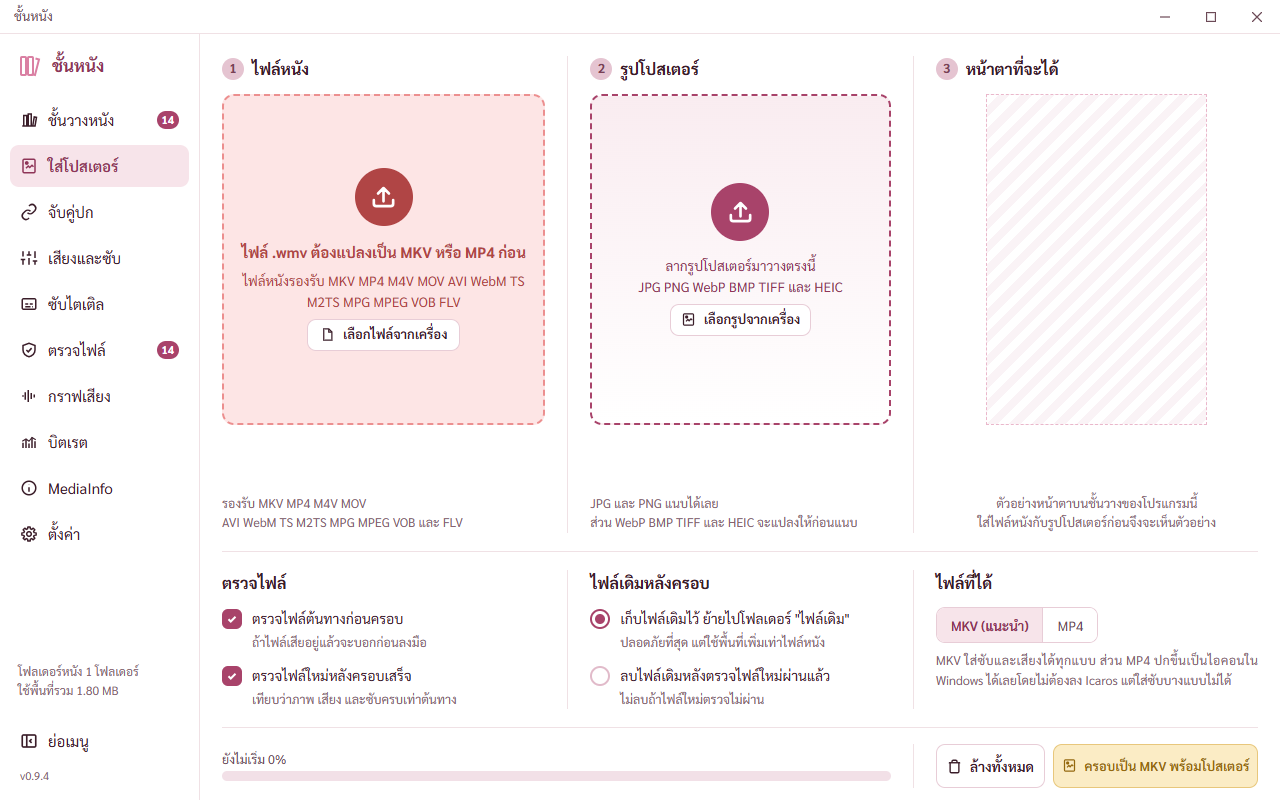 ชั้นหนัง
ชั้นหนัง
ชั้นวางหนัง 14
ใส่โปสเตอร์
จับคู่ปก
เสียงและซับ
ซับไตเติล
ตรวจไฟล์ 14
กราฟเสียง
บิตเรต
MediaInfo
ตั้งค่า
โฟลเดอร์หนัง 1 โฟลเดอร์
ใช้พื้นที่รวม 1.80 MB
ย่อเมนู
v0.9.4
1 ไฟล์หนัง
ไฟล์ .wmv ต้องแปลงเป็น MKV หรือ MP4 ก่อน
ไฟล์หนังรองรับ MKV MP4 M4V MOV AVI WebM TS
M2TS MPG MPEG VOB FLV
เลือกไฟล์จากเครื่อง
รองรับ MKV MP4 M4V MOV
AVI WebM TS M2TS MPG MPEG VOB และ FLV
2 รูปโปสเตอร์
ลากรูปโปสเตอร์มาวางตรงนี้
JPG PNG WebP BMP TIFF และ HEIC
เลือกรูปจากเครื่อง
JPG และ PNG แนบได้เลย
ส่วน WebP BMP TIFF และ HEIC จะแปลงให้ก่อนแนบ
3 หน้าตาที่จะได้
ตัวอย่างหน้าตาบนชั้นวางของโปรแกรมนี้
ใส่ไฟล์หนังกับรูปโปสเตอร์ก่อนจึงจะเห็นตัวอย่าง
ตรวจไฟล์
ตรวจไฟล์ต้นทางก่อนครอบ
ถ้าไฟล์เสียอยู่แล้วจะบอกก่อนลงมือ
ตรวจไฟล์ใหม่หลังครอบเสร็จ
เทียบว่าภาพ เสียง และซับครบเท่าต้นทาง
ไฟล์เดิมหลังครอบ
เก็บไฟล์เดิมไว้ ย้ายไปโฟลเดอร์ "ไฟล์เดิม"
ปลอดภัยที่สุด แต่ใช้พื้นที่เพิ่มเท่าไฟล์หนัง
ลบไฟล์เดิมหลังตรวจไฟล์ใหม่ผ่านแล้ว
ไม่ลบถ้าไฟล์ใหม่ตรวจไม่ผ่าน
ไฟล์ที่ได้
MKV (แนะนำ) MP4
MKV ใส่ซับและเสียงได้ทุกแบบ ส่วน MP4 ปกขึ้นเป็นไอคอนใน
Windows ได้เลยโดยไม่ต้องลง Icaros แต่ใส่ซับบางแบบไม่ได้
ยังไม่เริ่ม 0%
ล้างทั้งหมด
ครอบเป็น MKV พร้อมโปสเตอร์